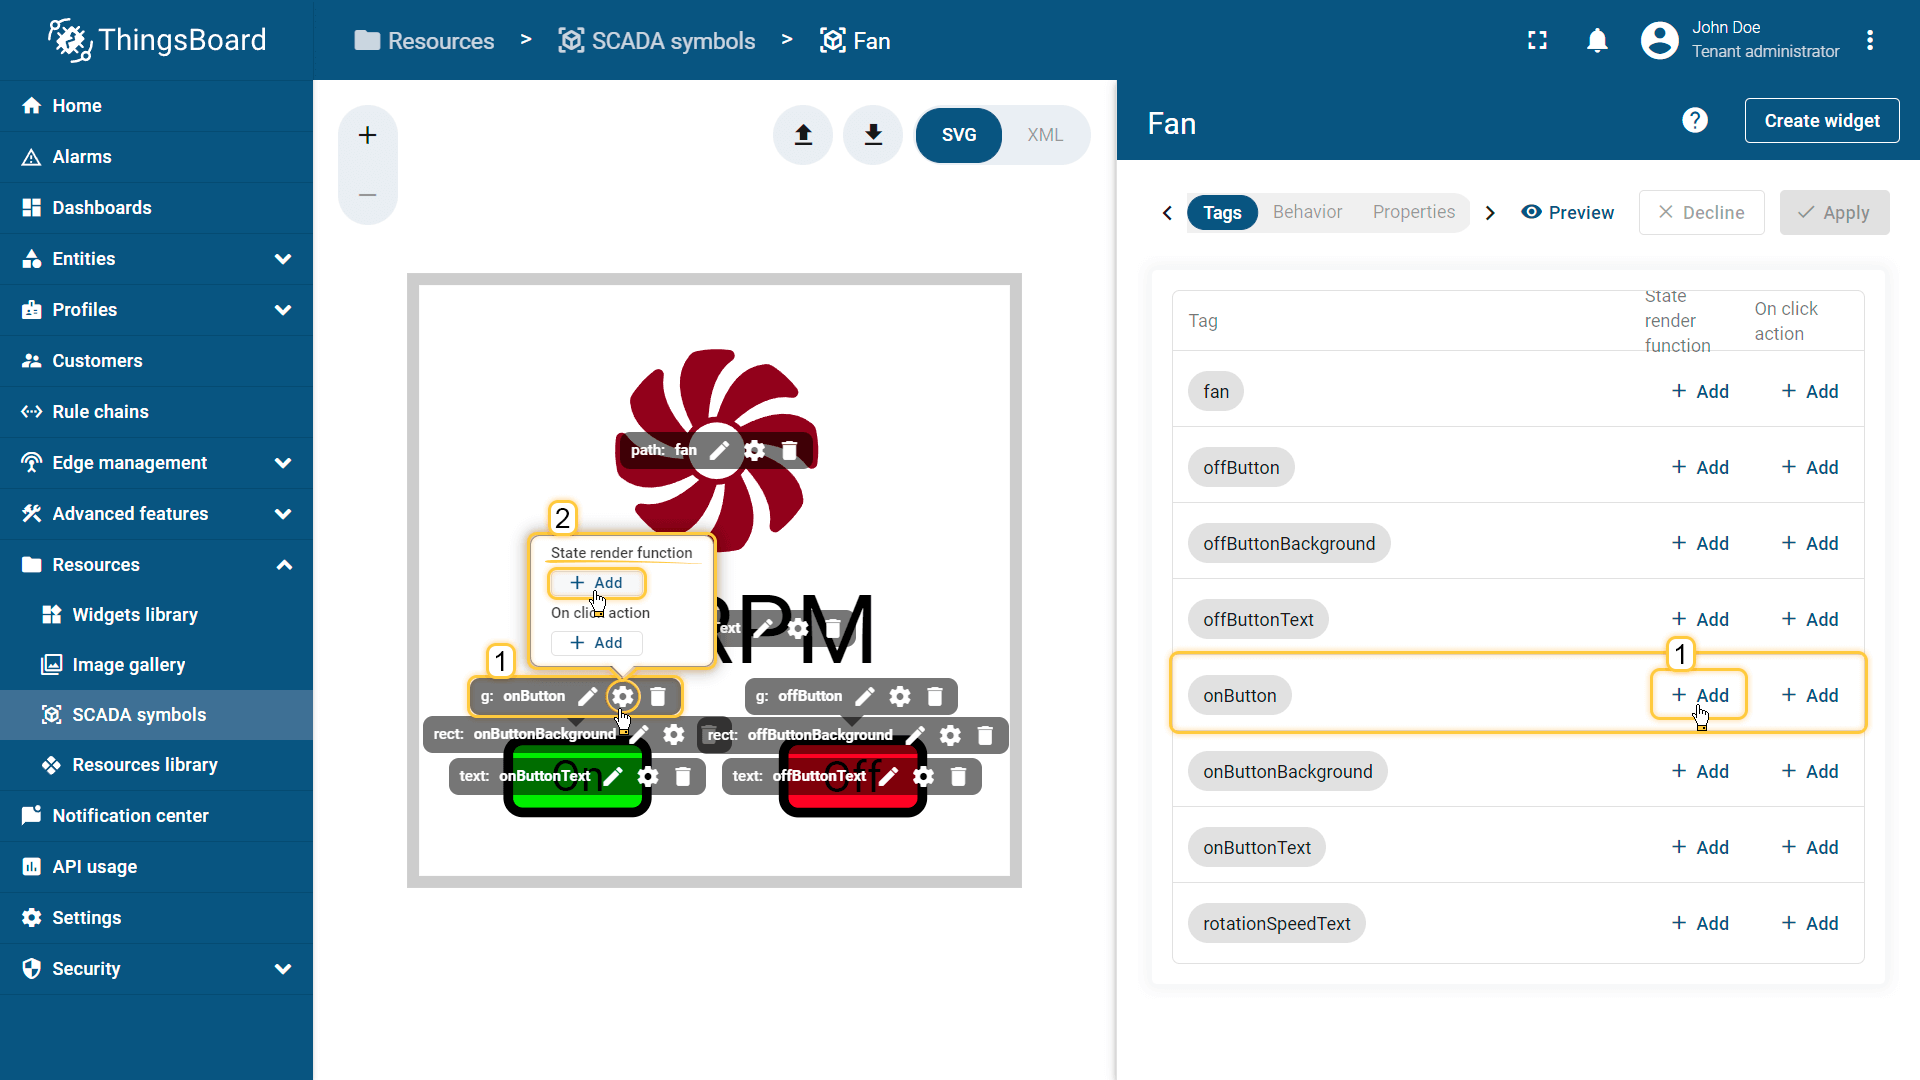 ThingsBoard
Resources > SCADA symbols > Fan
John Doe
Tenant administrator
Home
Alarms
Dashboards
Entities
Profiles
Customers
Rule chains
Edge management
Advanced features
Resources
Widgets library
Image gallery
SCADA symbols
Resources library
Notification center
API usage
Settings
Security
SVG
XML
path: fan
2
State render function
+ Add
On click action
+ Add
RPM
1
g: onButton
g: offButton
rect: onButtonBackground
rect: offButtonBackground
text: onButtonText
text: offButtonText
On
Off
Fan
?
Create widget
Tags
Behavior
Properties
Preview
Decline
Apply
Tag
State render function
On click action
fan
+ Add
+ Add
offButton
+ Add
+ Add
offButtonBackground
+ Add
+ Add
offButtonText
+ Add
+ Add
1
onButton
+ Add
+ Add
onButtonBackground
+ Add
+ Add
onButtonText
+ Add
+ Add
rotationSpeedText
+ Add
+ Add